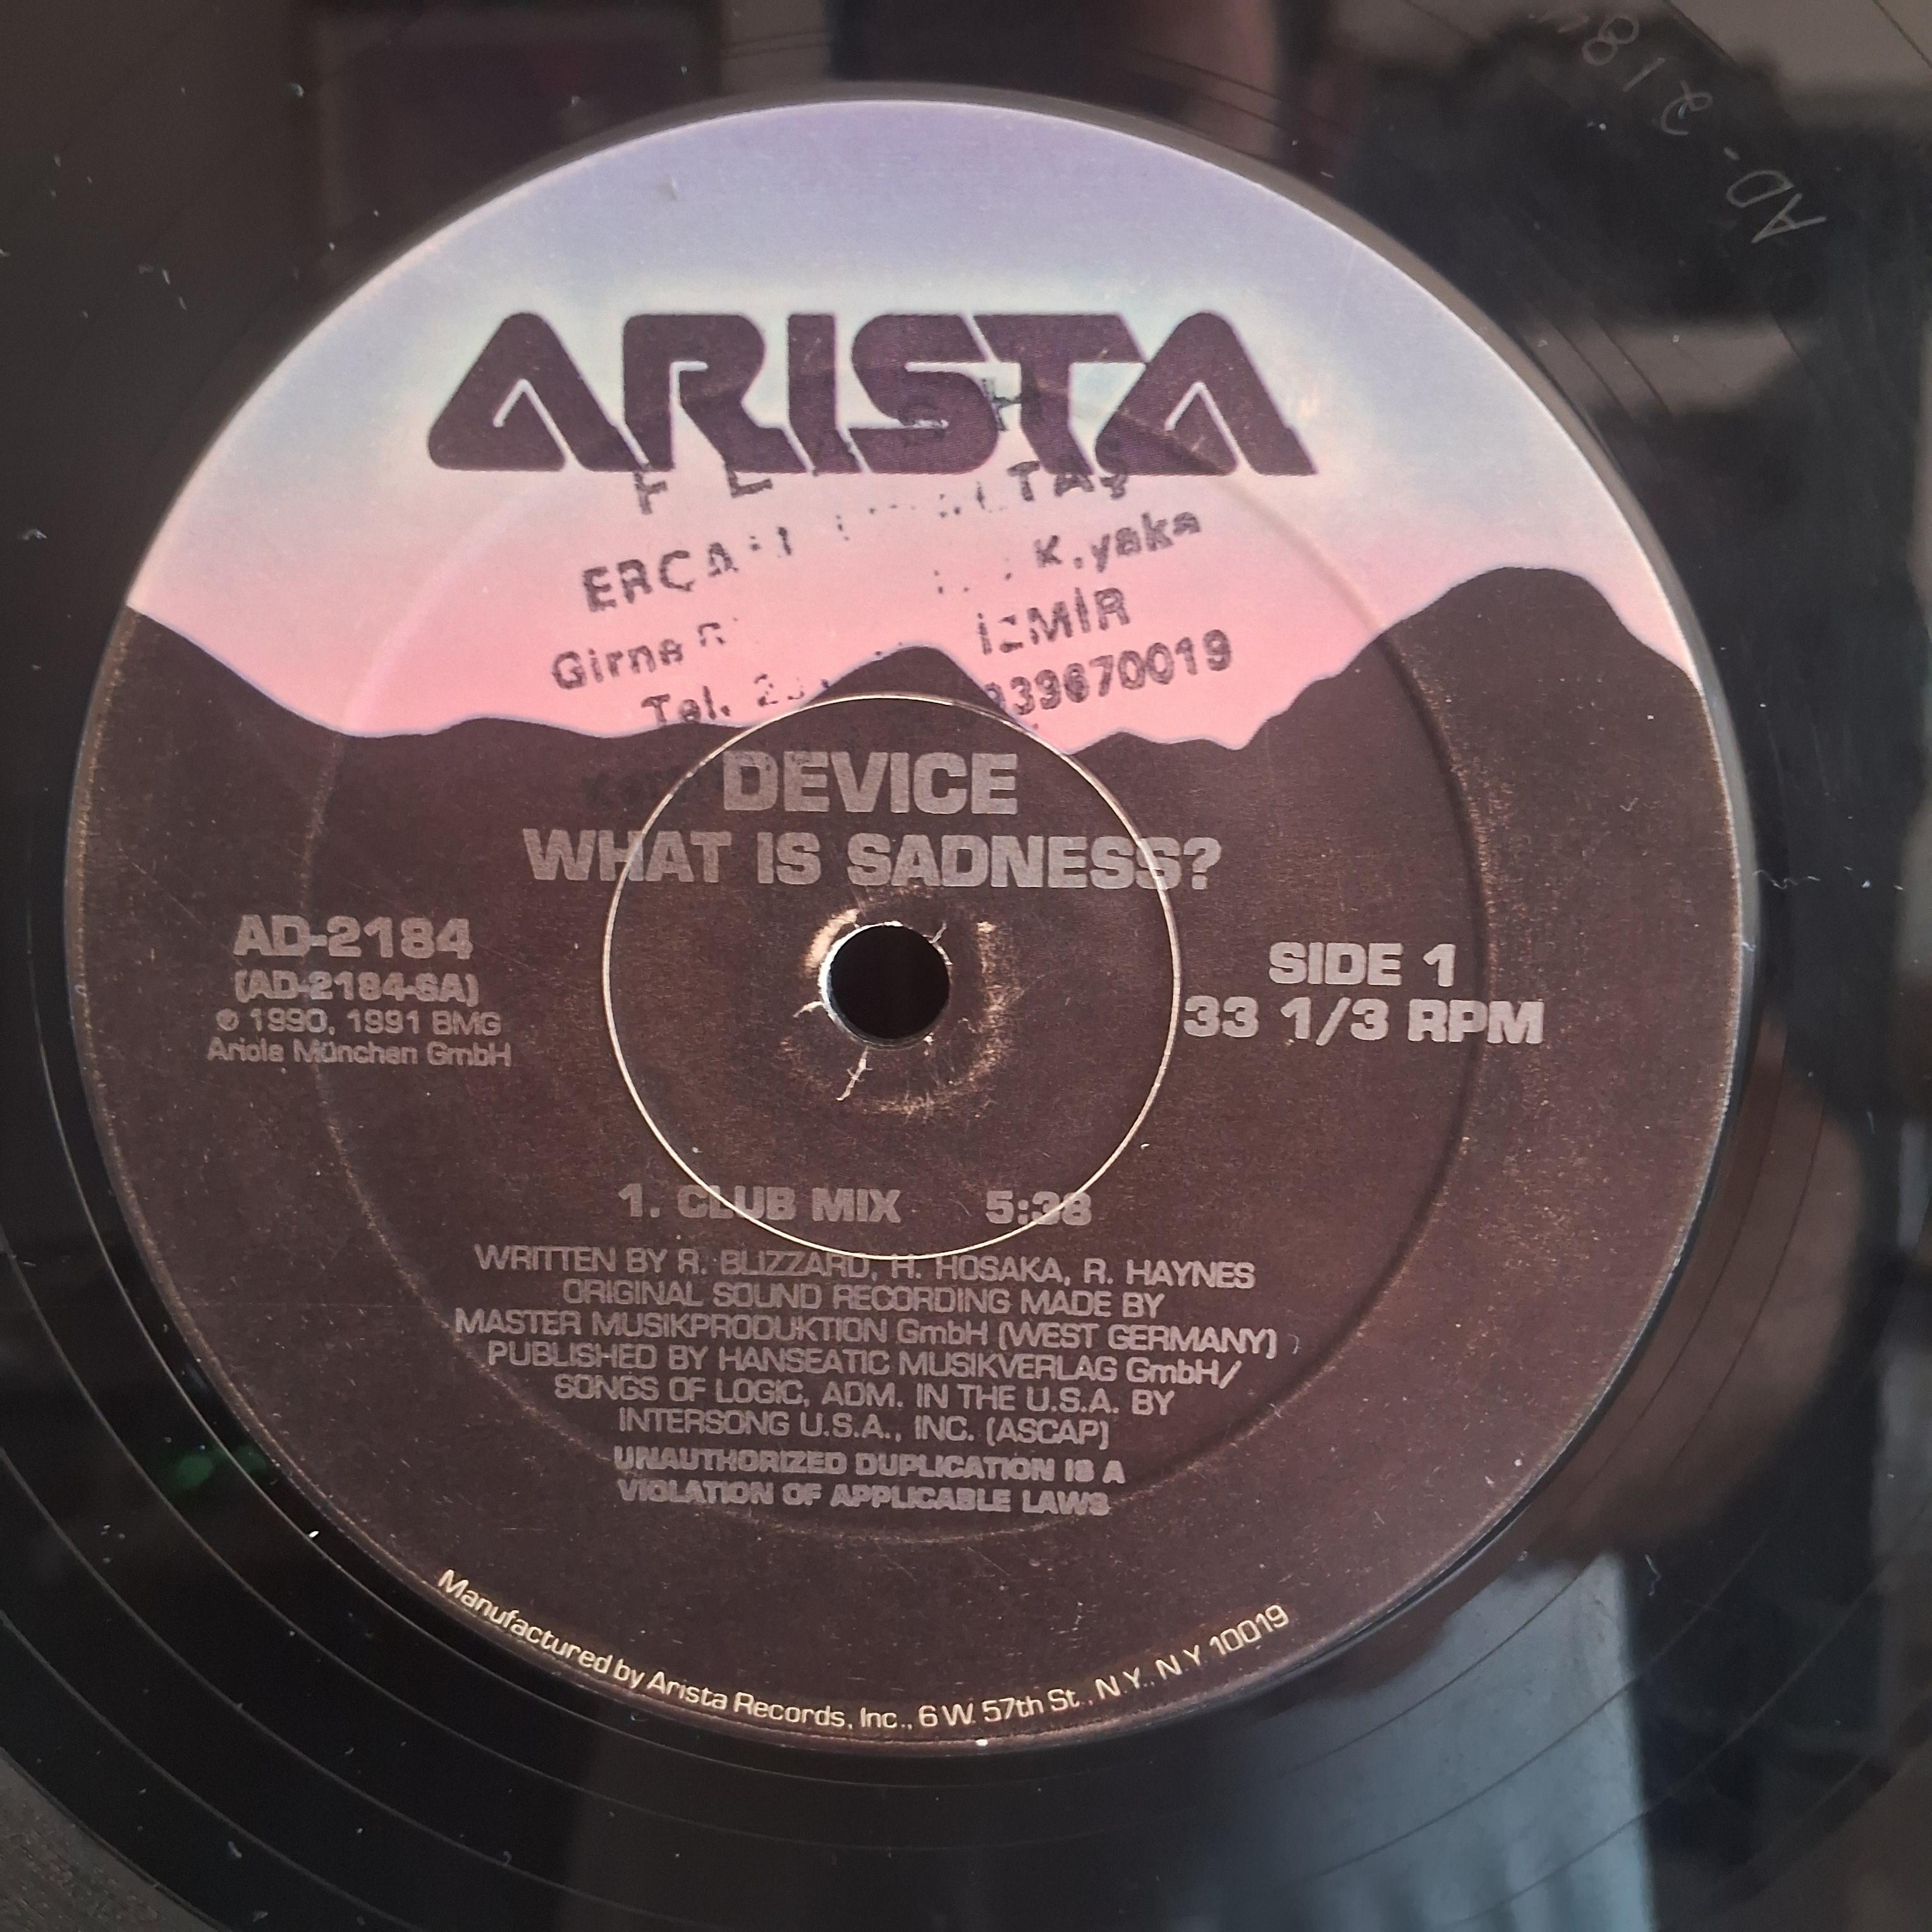 ARISTA
TAŞ
K.yaka
İZMİR
Tel.
DEVICE
WHAT IS SADNESS?
AD-2184
(AD-2184-SA)
℗ 1990, 1991 BMG
Ariola München GmbH
SIDE 1
33 1/3 RPM
1. CLUB MIX 5:38
WRITTEN BY R. BLIZZARD, H. HOSAKA, R. HAYNES
ORIGINAL SOUND RECORDING MADE BY
MASTER MUSIKPRODUKTION GmbH (WEST GERMANY)
PUBLISHED BY HANSEATIC MUSIKVERLAG GmbH/
SONGS OF LOGIC, ADM. IN THE U.S.A. BY
INTERSONG U.S.A., INC. (ASCAP)
UNAUTHORIZED DUPLICATION IS A
VIOLATION OF APPLICABLE LAWS
Manufactured by Arista Records, Inc., 6 W. 57th St., N.Y., N.Y. 10019